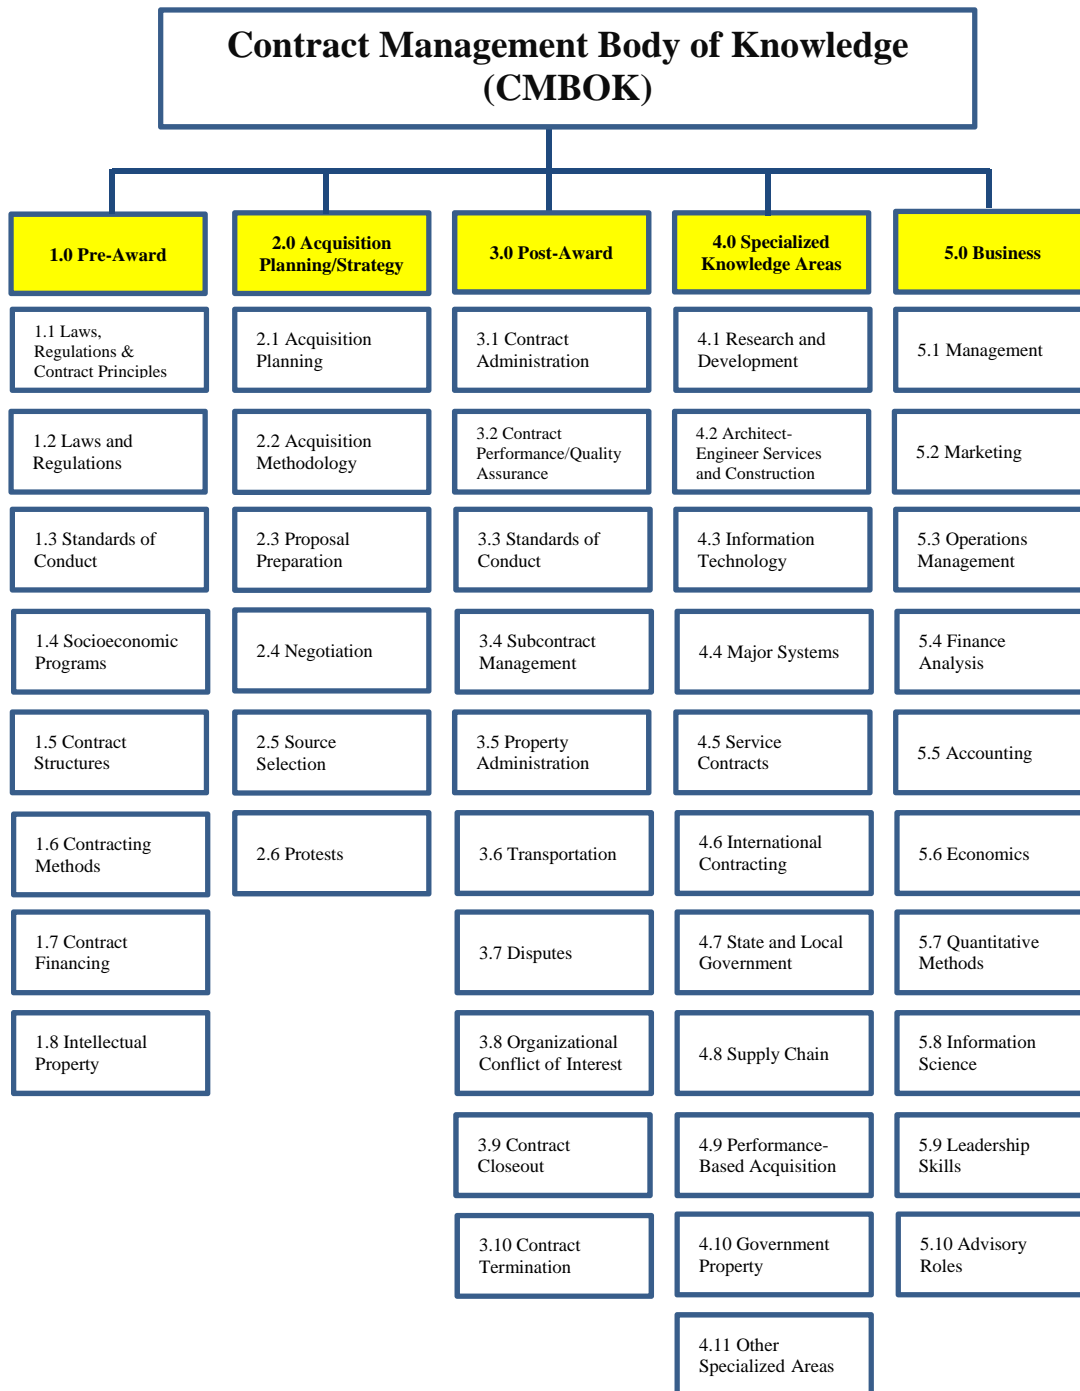 Contract Management Body of Knowledge
(CMBOK)
1.0 Pre-Award
2.0 Acquisition
Planning/Strategy
3.0 Post-Award
4.0 Specialized
Knowledge Areas
5.0 Business
1.1 Laws,
Regulations &
Contract Principles
2.1 Acquisition
Planning
3.1 Contract
Administration
4.1 Research and
Development
5.1 Management
1.2 Laws and
Regulations
2.2 Acquisition
Methodology
3.2 Contract
Performance/Quality
Assurance
4.2 Architect-
Engineer Services
and Construction
5.2 Marketing
1.3 Standards of
Conduct
2.3 Proposal
Preparation
3.3 Standards of
Conduct
4.3 Information
Technology
5.3 Operations
Management
1.4 Socioeconomic
Programs
2.4 Negotiation
3.4 Subcontract
Management
4.4 Major Systems
5.4 Finance
Analysis
1.5 Contract
Structures
2.5 Source
Selection
3.5 Property
Administration
4.5 Service
Contracts
5.5 Accounting
1.6 Contracting
Methods
2.6 Protests
3.6 Transportation
4.6 International
Contracting
5.6 Economics
1.7 Contract
Financing
3.7 Disputes
4.7 State and Local
Government
5.7 Quantitative
Methods
1.8 Intellectual
Property
3.8 Organizational
Conflict of Interest
4.8 Supply Chain
5.8 Information
Science
3.9 Contract
Closeout
4.9 Performance-
Based Acquisition
5.9 Leadership
Skills
3.10 Contract
Termination
4.10 Government
Property
5.10 Advisory
Roles
4.11 Other
Specialized Areas